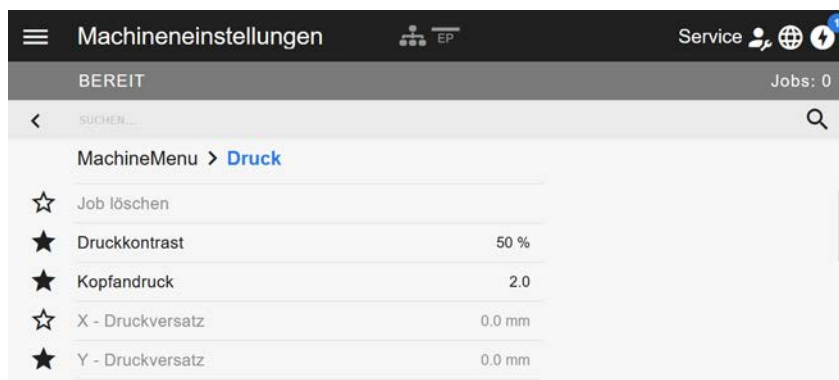 Machineneinstellungen EP Service
BEREIT Jobs: 0
SUCHEN...
MachineMenu > Druck
Job löschen
Druckkontrast 50 %
Kopfandruck 2.0
X - Druckversatz 0.0 mm
Y - Druckversatz 0.0 mm